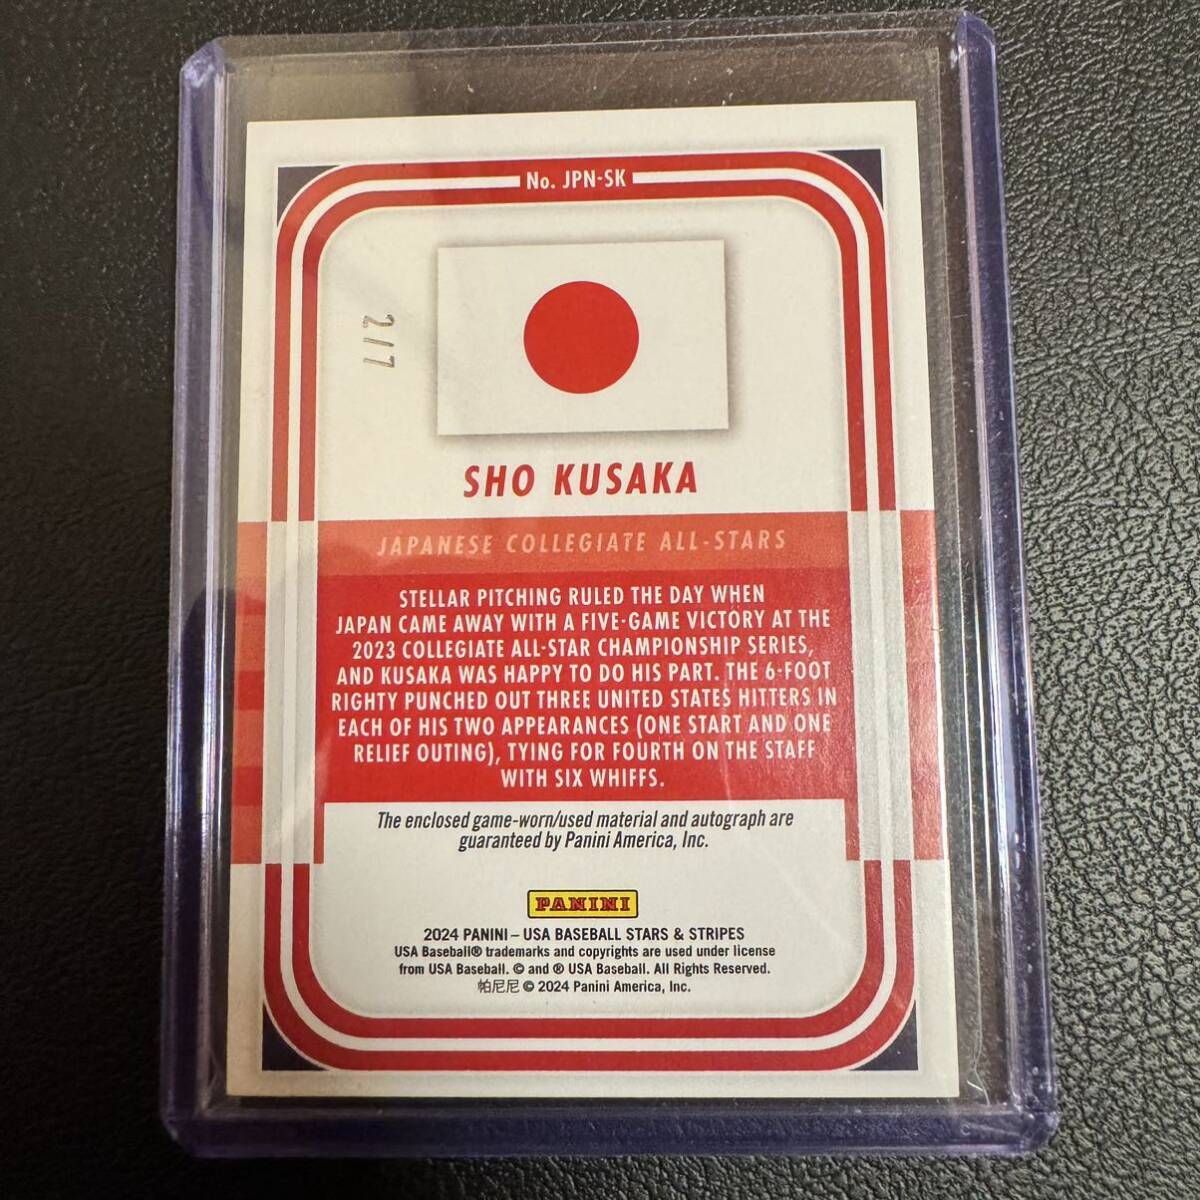 No. JPN-SK
2/7
SHO KUSAKA
JAPANESE COLLEGIATE ALL-STARS
STELLAR PITCHING RULED THE DAY WHEN
JAPAN CAME AWAY WITH A FIVE-GAME VICTORY AT THE
2023 COLLEGIATE ALL-STAR CHAMPIONSHIP SERIES,
AND KUSAKA WAS HAPPY TO DO HIS PART. THE 6-FOOT
RIGHTY PUNCHED OUT THREE UNITED STATES HITTERS IN
EACH OF HIS TWO APPEARANCES (ONE START AND ONE
RELIEF OUTING), TYING FOR FOURTH ON THE STAFF
WITH SIX WHIFFS.
The enclosed game-worn/used material and autograph are
guaranteed by Panini America, Inc.
PANINI
2024 PANINI – USA BASEBALL STARS & STRIPES
USA Baseball® trademarks and copyrights are used under license
from USA Baseball. © and ® USA Baseball. All Rights Reserved.
帕尼尼 © 2024 Panini America, Inc.